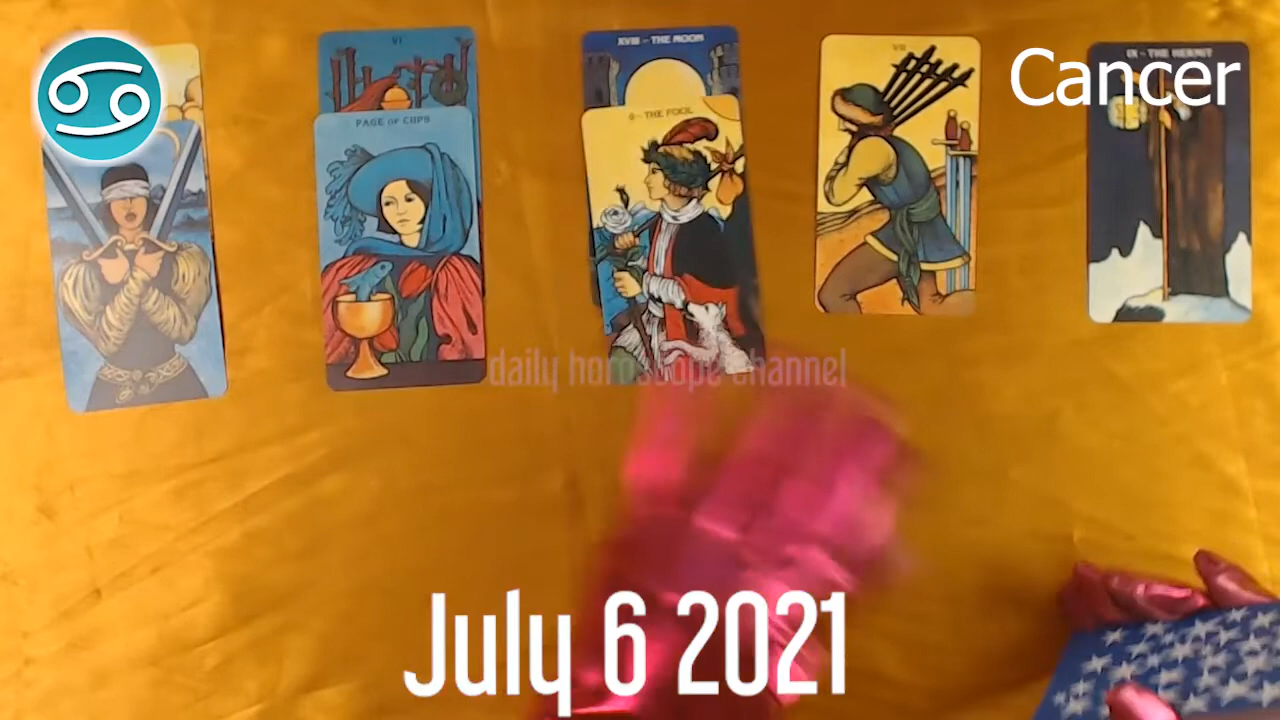 Cancer
VI
XVIII - THE MOON
VII
IX - THE HERMIT
PAGE OF CUPS
0 - THE FOOL
daily horoscope channel
July 6 2021